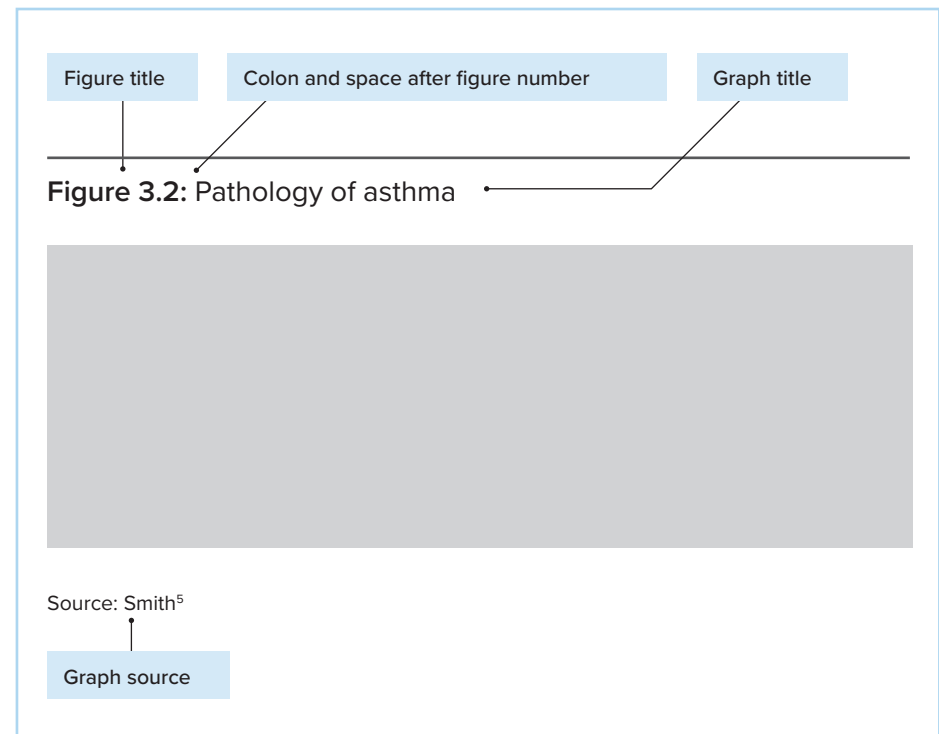 Figure title
Colon and space after figure number
Graph title
Figure 3.2: Pathology of asthma
Source: Smith⁵
Graph source